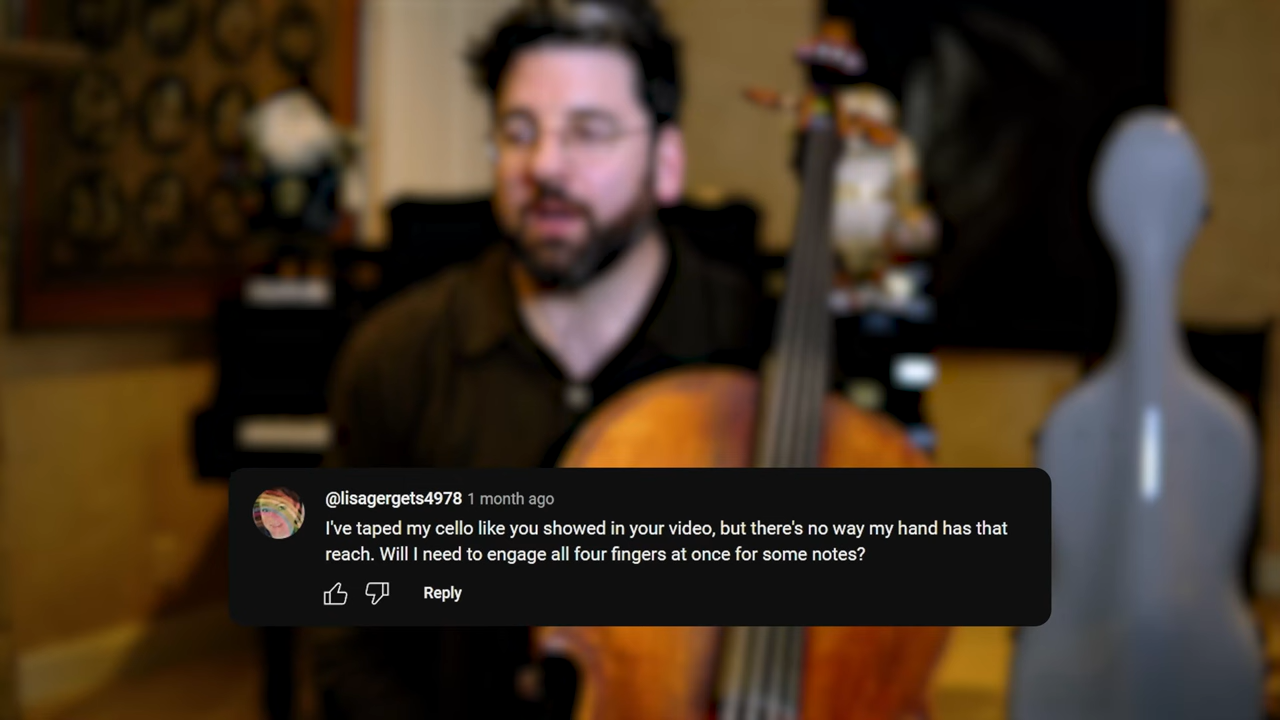 @lisagergets4978 1 month ago
I've taped my cello like you showed in your video, but there's no way my hand has that
reach. Will I need to engage all four fingers at once for some notes?
Reply